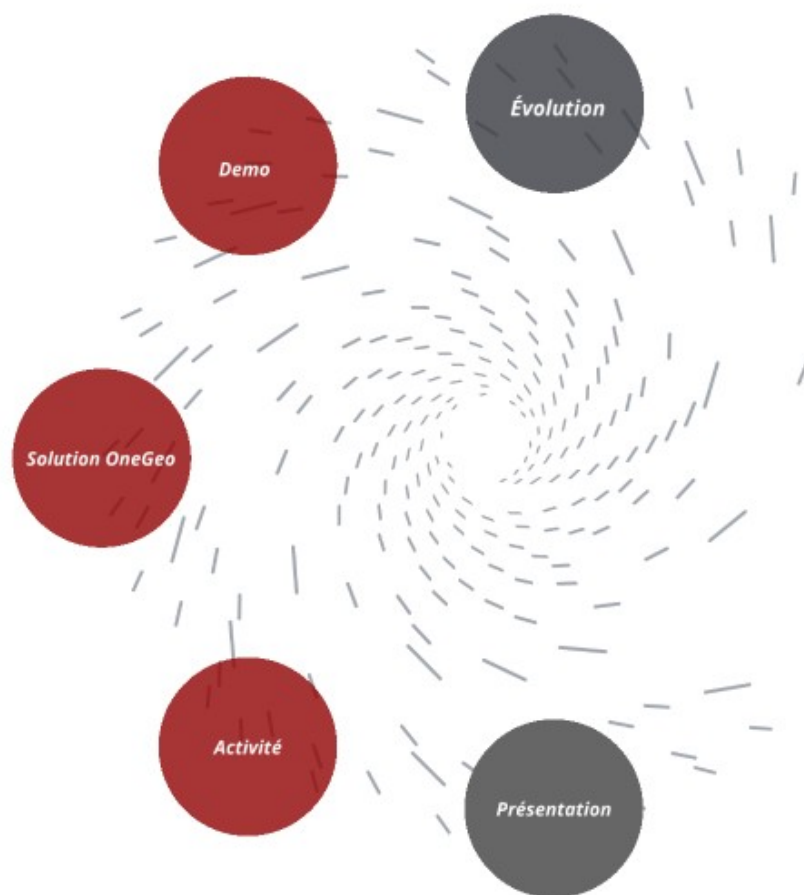 Évolution
Demo
Solution OneGeo
Activité
Présentation